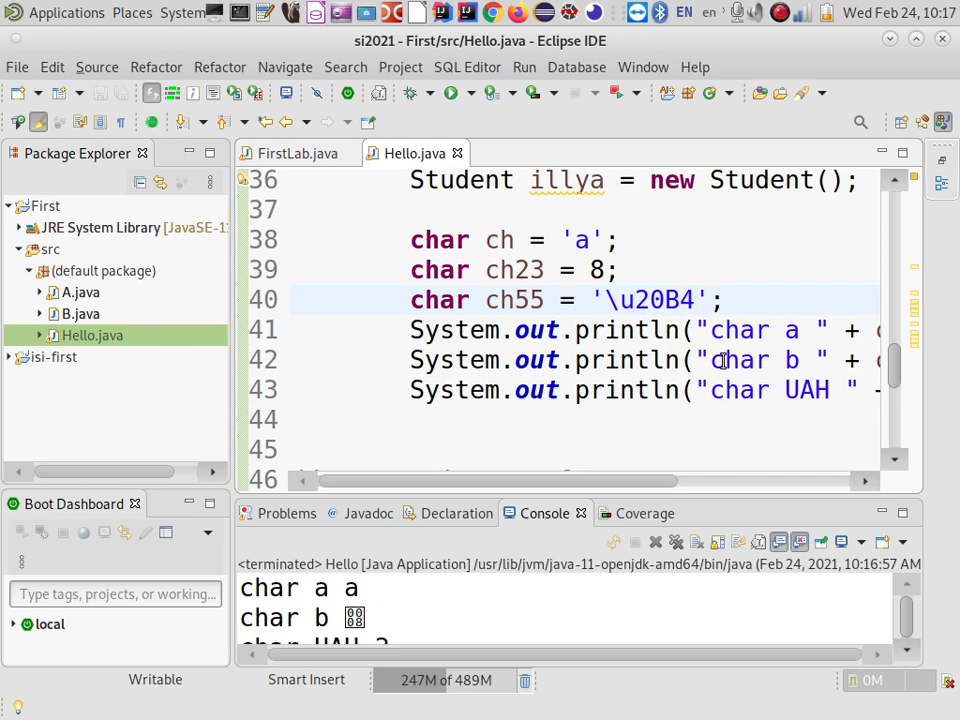 Applications Places System EN en Wed Feb 24, 10:17
si2021 - First/src/Hello.java - Eclipse IDE
File Edit Source Refactor Refactor Navigate Search Project SQL Editor Run Database Window Help
Package Explorer
First
JRE System Library [JavaSE-1
src
(default package)
A.java
B.java
Hello.java
isi-first
FirstLab.java Hello.java
36 Student illya = new Student();
37
38 char ch = 'a';
39 char ch23 = 8;
40 char ch55 = '\u20B4';
41 System.out.println("char a " +
42 System.out.println("char b " +
43 System.out.println("char UAH "
44
45
46
Boot Dashboard
Type tags, projects, or working...
local
Problems Javadoc Declaration Console Coverage
<terminated> Hello [Java Application] /usr/lib/jvm/java-11-openjdk-amd64/bin/java (Feb 24, 2021, 10:16:57 AM
char a a
char b
char UAH ?
Writable Smart Insert 247M of 489M 0M